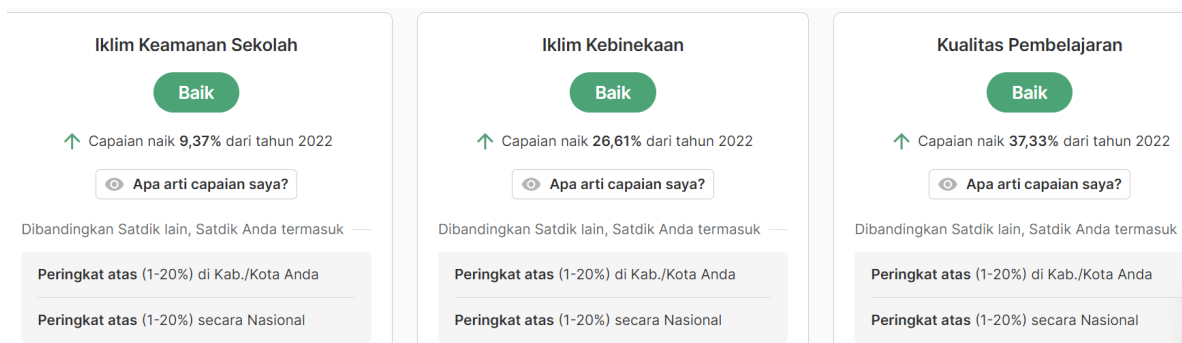 Iklim Keamanan Sekolah
Baik
Capaian naik 9,37% dari tahun 2022
Apa arti capaian saya?
Dibandingkan Satdik lain, Satdik Anda termasuk
Peringkat atas (1-20%) di Kab./Kota Anda
Peringkat atas (1-20%) secara Nasional
Iklim Kebinekaan
Baik
Capaian naik 26,61% dari tahun 2022
Apa arti capaian saya?
Dibandingkan Satdik lain, Satdik Anda termasuk
Peringkat atas (1-20%) di Kab./Kota Anda
Peringkat atas (1-20%) secara Nasional
Kualitas Pembelajaran
Baik
Capaian naik 37,33% dari tahun 2022
Apa arti capaian saya?
Dibandingkan Satdik lain, Satdik Anda termasuk
Peringkat atas (1-20%) di Kab./Kota Anda
Peringkat atas (1-20%) secara Nasional